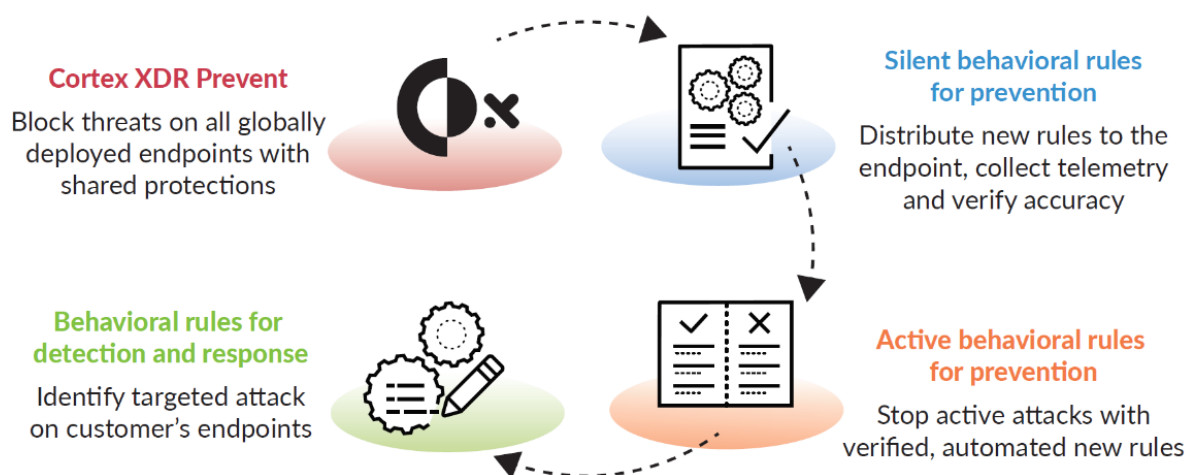 Cortex XDR Prevent
Block threats on all globally
deployed endpoints with
shared protections
Silent behavioral rules
for prevention
Distribute new rules to the
endpoint, collect telemetry
and verify accuracy
Behavioral rules for
detection and response
Identify targeted attack
on customer’s endpoints
Active behavioral rules
for prevention
Stop active attacks with
verified, automated new rules